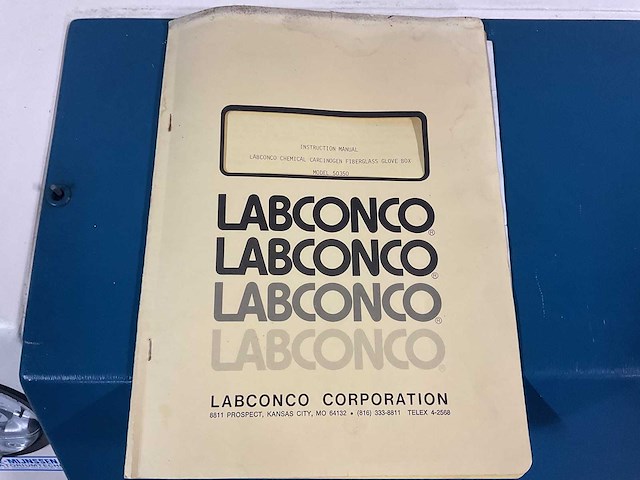 INSTRUCTION MANUAL
LABCONCO CHEMICAL CARCINOGEN FIBERGLASS GLOVE BOX
MODEL 50350
LABCONCO®
LABCONCO®
LABCONCO®
LABCONCO
LABCONCO CORPORATION
8811 PROSPECT, KANSAS CITY, MO 64132 • (816) 333-8811 TELEX 4-2568
-MIJNSSEN